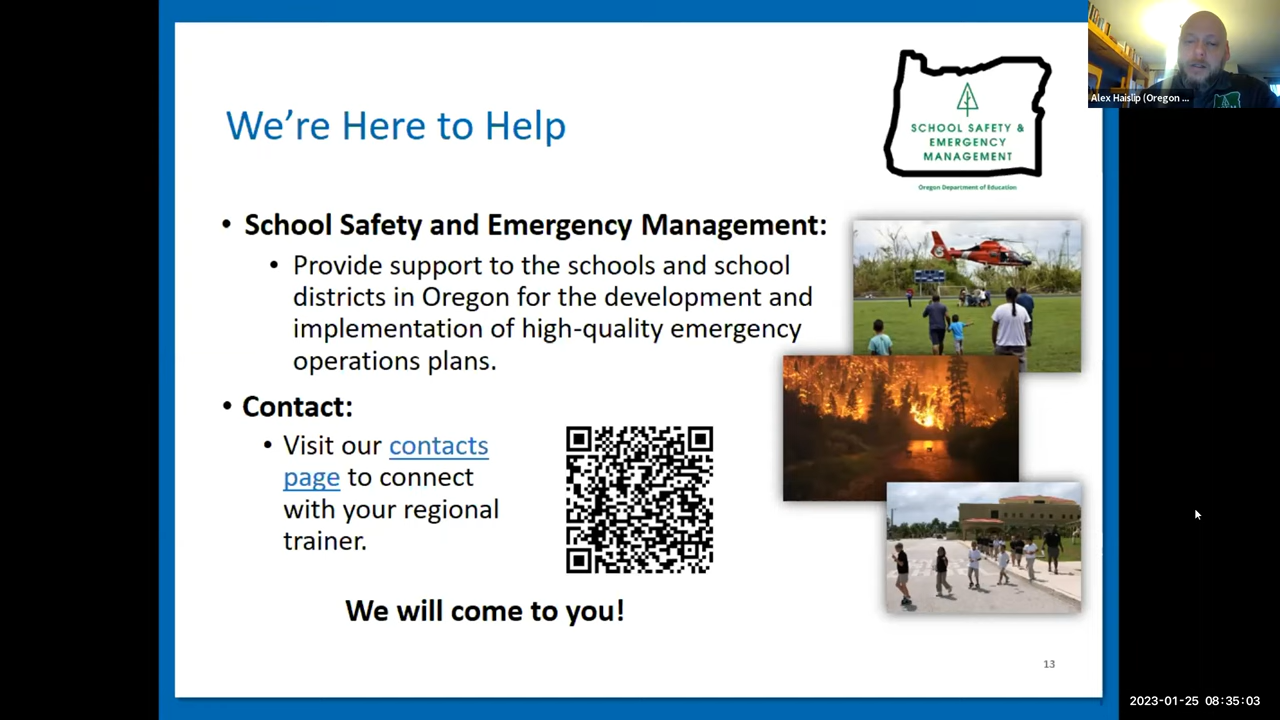 Alex Haislip (Oregon ...
We're Here to Help
SCHOOL SAFETY &
EMERGENCY
MANAGEMENT
Oregon Department of Education
• School Safety and Emergency Management:
• Provide support to the schools and school
districts in Oregon for the development and
implementation of high-quality emergency
operations plans.
• Contact:
• Visit our contacts
page to connect
with your regional
trainer.
We will come to you!
13
2023-01-25 08:35:03